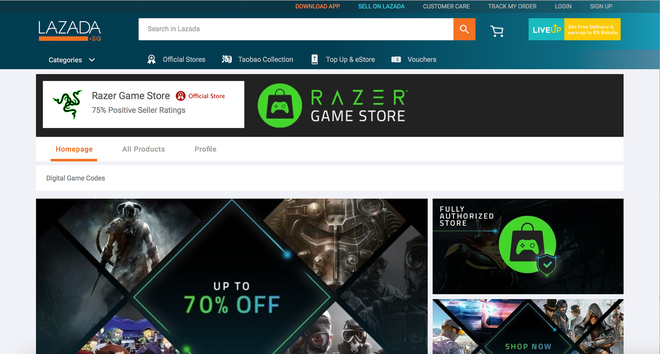 DOWNLOAD APP SELL ON LAZADA CUSTOMER CARE TRACK MY ORDER LOGIN SIGN UP
LAZADA
.SG
Search in Lazada
LIVEUP
Get Free Delivery &
earn up to 5% Rebate
Categories
Official Stores
Taobao Collection
Top Up & eStore
Vouchers
Razer Game Store Official Store
75% Positive Seller Ratings
RAZER™
GAME STORE
Homepage All Products Profile
Digital Game Codes
UP TO
70% OFF
FULLY
AUTHORIZED
STORE
SHOP NOW